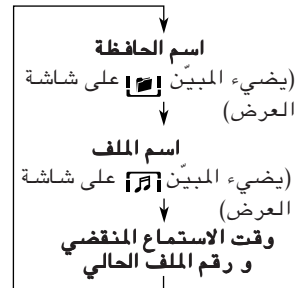 اسم الحافظة
(يضيء المبيّن على شاشة
العرض)
اسم الملف
(يضيء المبيّن على شاشة
العرض)
وقت الاستماع المنقضي
و رقم الملف الحالي